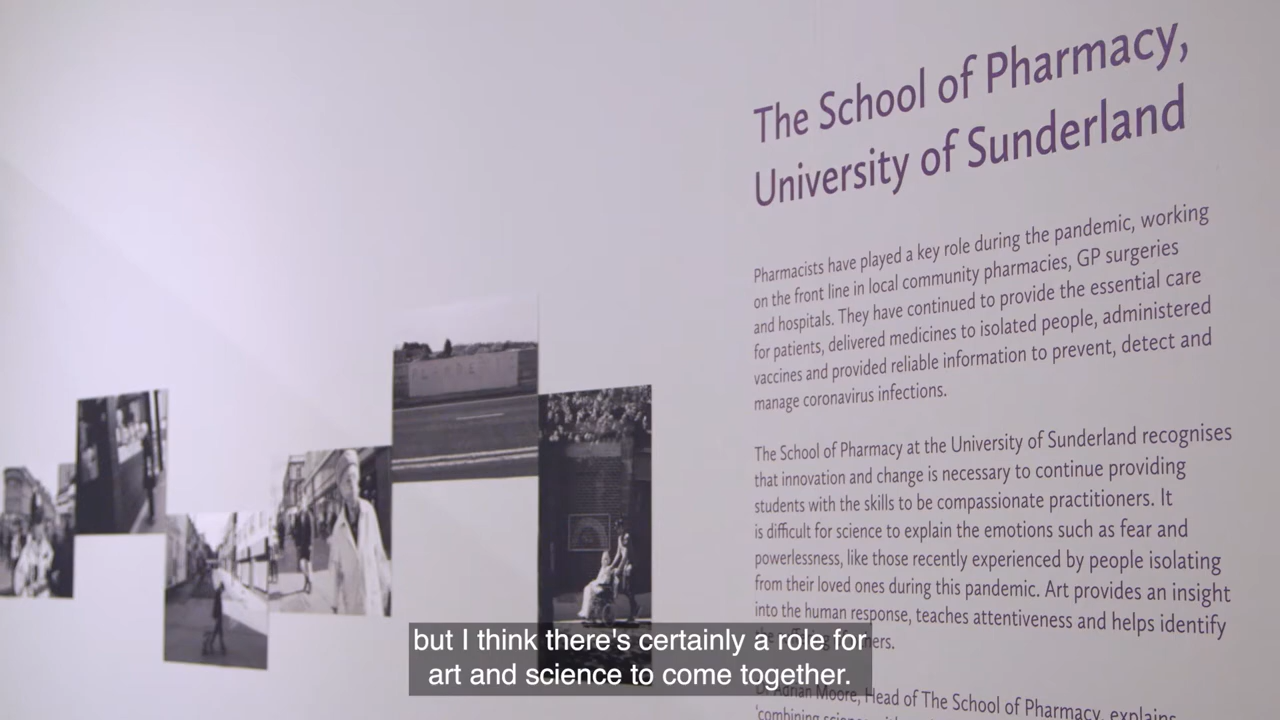 The School of Pharmacy,
University of Sunderland
Pharmacists have played a key role during the pandemic, working
on the front line in local community pharmacies, GP surgeries
and hospitals. They have continued to provide the essential care
for patients, delivered medicines to isolated people, administered
vaccines and provided reliable information to prevent, detect and
manage coronavirus infections.
The School of Pharmacy at the University of Sunderland recognises
that innovation and change is necessary to continue providing
students with the skills to be compassionate practitioners. It
is difficult for science to explain the emotions such as fear and
powerlessness, like those recently experienced by people isolating
from their loved ones during this pandemic. Art provides an insight
into the human response, teaches attentiveness and helps identify
Adrian Moore, Head of The School of Pharmacy, explains
'combining
but I think there's certainly a role for
art and science to come together.